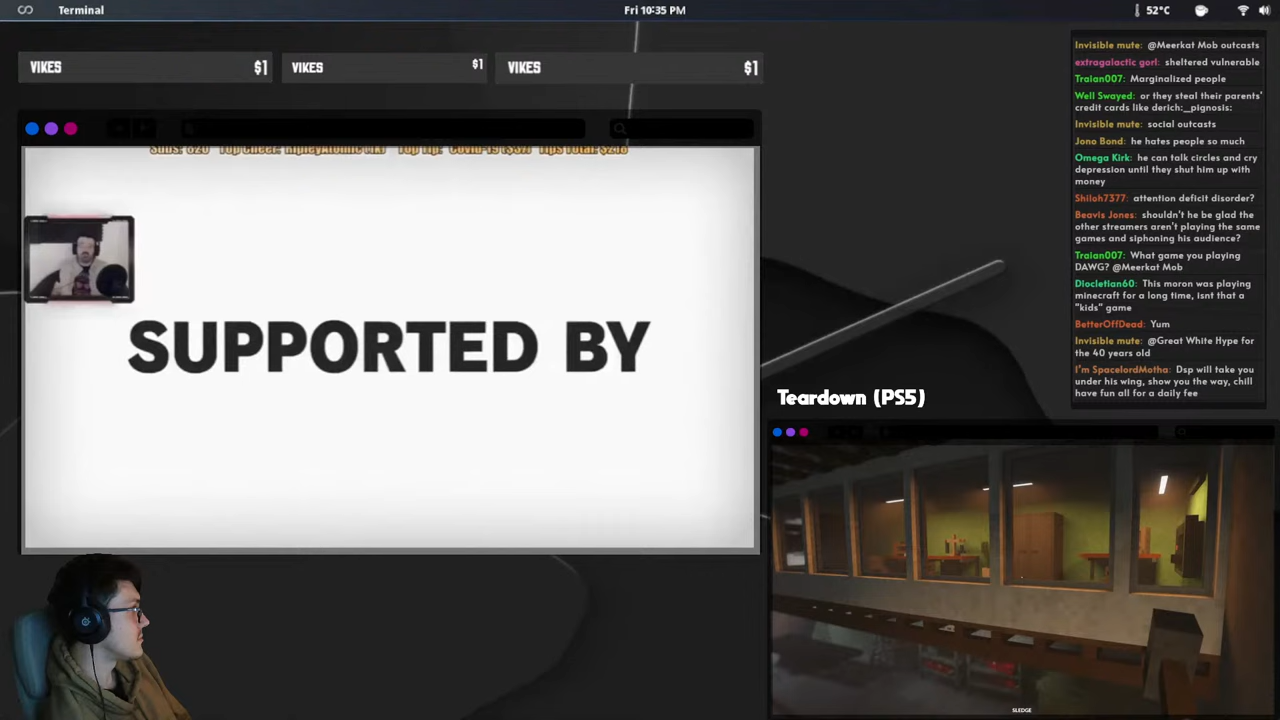 Terminal
Fri 10:35 PM
52°C
VIKES $1
VIKES $1
VIKES $1
SUPPORTED BY
Invisible mute: @Meerkat Mob outcasts
extragalactic gorl: sheltered vulnerable
Traian007: Marginalized people
Well Swayed: or they steal their parents'
credit cards like derich:_pignosis:
Invisible mute: social outcasts
Jono Bond: he hates people so much
Omega Kirk: he can talk circles and cry
depression until they shut him up with
money
Shiloh7377: attention deficit disorder?
Beavis Jones: shouldn't he be glad the
other streamers aren't playing the same
games and siphoning his audience?
Traian007: What game you playing
DAWG? @Meerkat Mob
Diocletian60: This moron was playing
minecraft for a long time, isnt that a
"kids" game
BetterOffDead: Yum
Invisible mute: @Great White Hype for
the 40 years old
I'm SpacelordMotha: Dsp will take you
under his wing, show you the way, chill
have fun all for a daily fee
Teardown (PS5)
SLEDGE